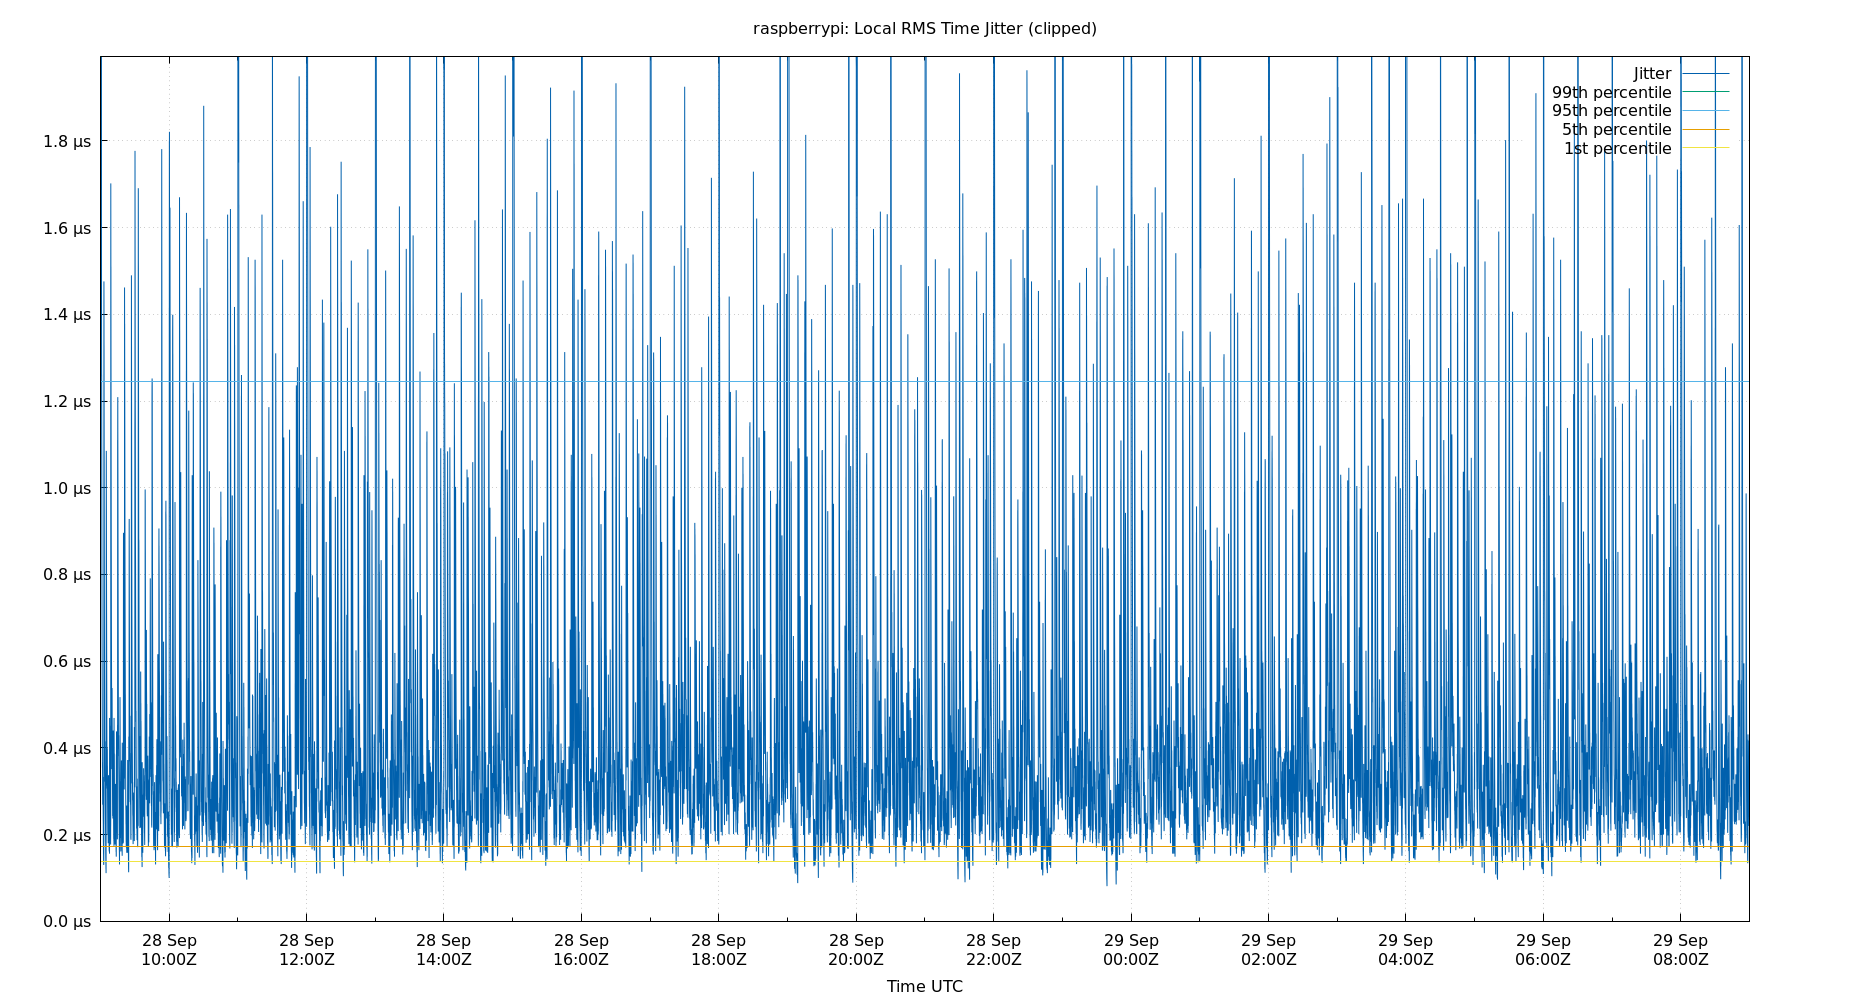 raspberrypi: Local RMS Time Jitter (clipped)
Jitter
99th percentile
95th percentile
5th percentile
1st percentile
1.8 µs
1.6 µs
1.4 µs
1.2 µs
1.0 µs
0.8 µs
0.6 µs
0.4 µs
0.2 µs
0.0 µs
28 Sep 28 Sep 28 Sep 28 Sep 28 Sep 28 Sep 28 Sep 29 Sep 29 Sep 29 Sep 29 Sep 29 Sep
10:00Z 12:00Z 14:00Z 16:00Z 18:00Z 20:00Z 22:00Z 00:00Z 02:00Z 04:00Z 06:00Z 08:00Z
Time UTC